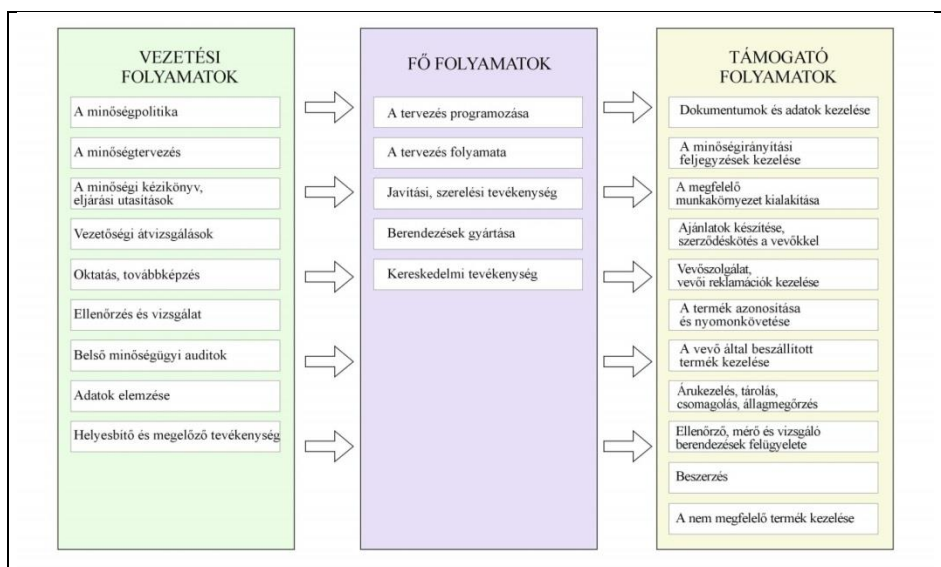 VEZETÉSI
FOLYAMATOK
A minőségpolitika
A minőségtervezés
A minőségi kézikönyv,
eljárási utasítások
Vezetőségi átvizsgálások
Oktatás, továbbképzés
Ellenőrzés és vizsgálat
Belső minőségügyi auditok
Adatok elemzése
Helyesbítő és megelőző tevékenység
FŐ FOLYAMATOK
A tervezés programozása
A tervezés folyamata
Javítási, szerelési tevékenység
Berendezések gyártása
Kereskedelmi tevékenység
TÁMOGATÓ
FOLYAMATOK
Dokumentumok és adatok kezelése
A minőségirányítási
feljegyzések kezelése
A megfelelő
munkakörnyezet kialakítása
Ajánlatok készítése,
szerződéskötés a vevőkkel
Vevőszolgálat,
vevői reklamációk kezelése
A termék azonosítása
és nyomonkövetése
A vevő által beszállított
termék kezelése
Árukezelés, tárolás,
csomagolás, állagmegőrzés
Ellenőrző, mérő és vizsgáló
berendezések felügyelete
Beszerzés
A nem megfelelő termék kezelése